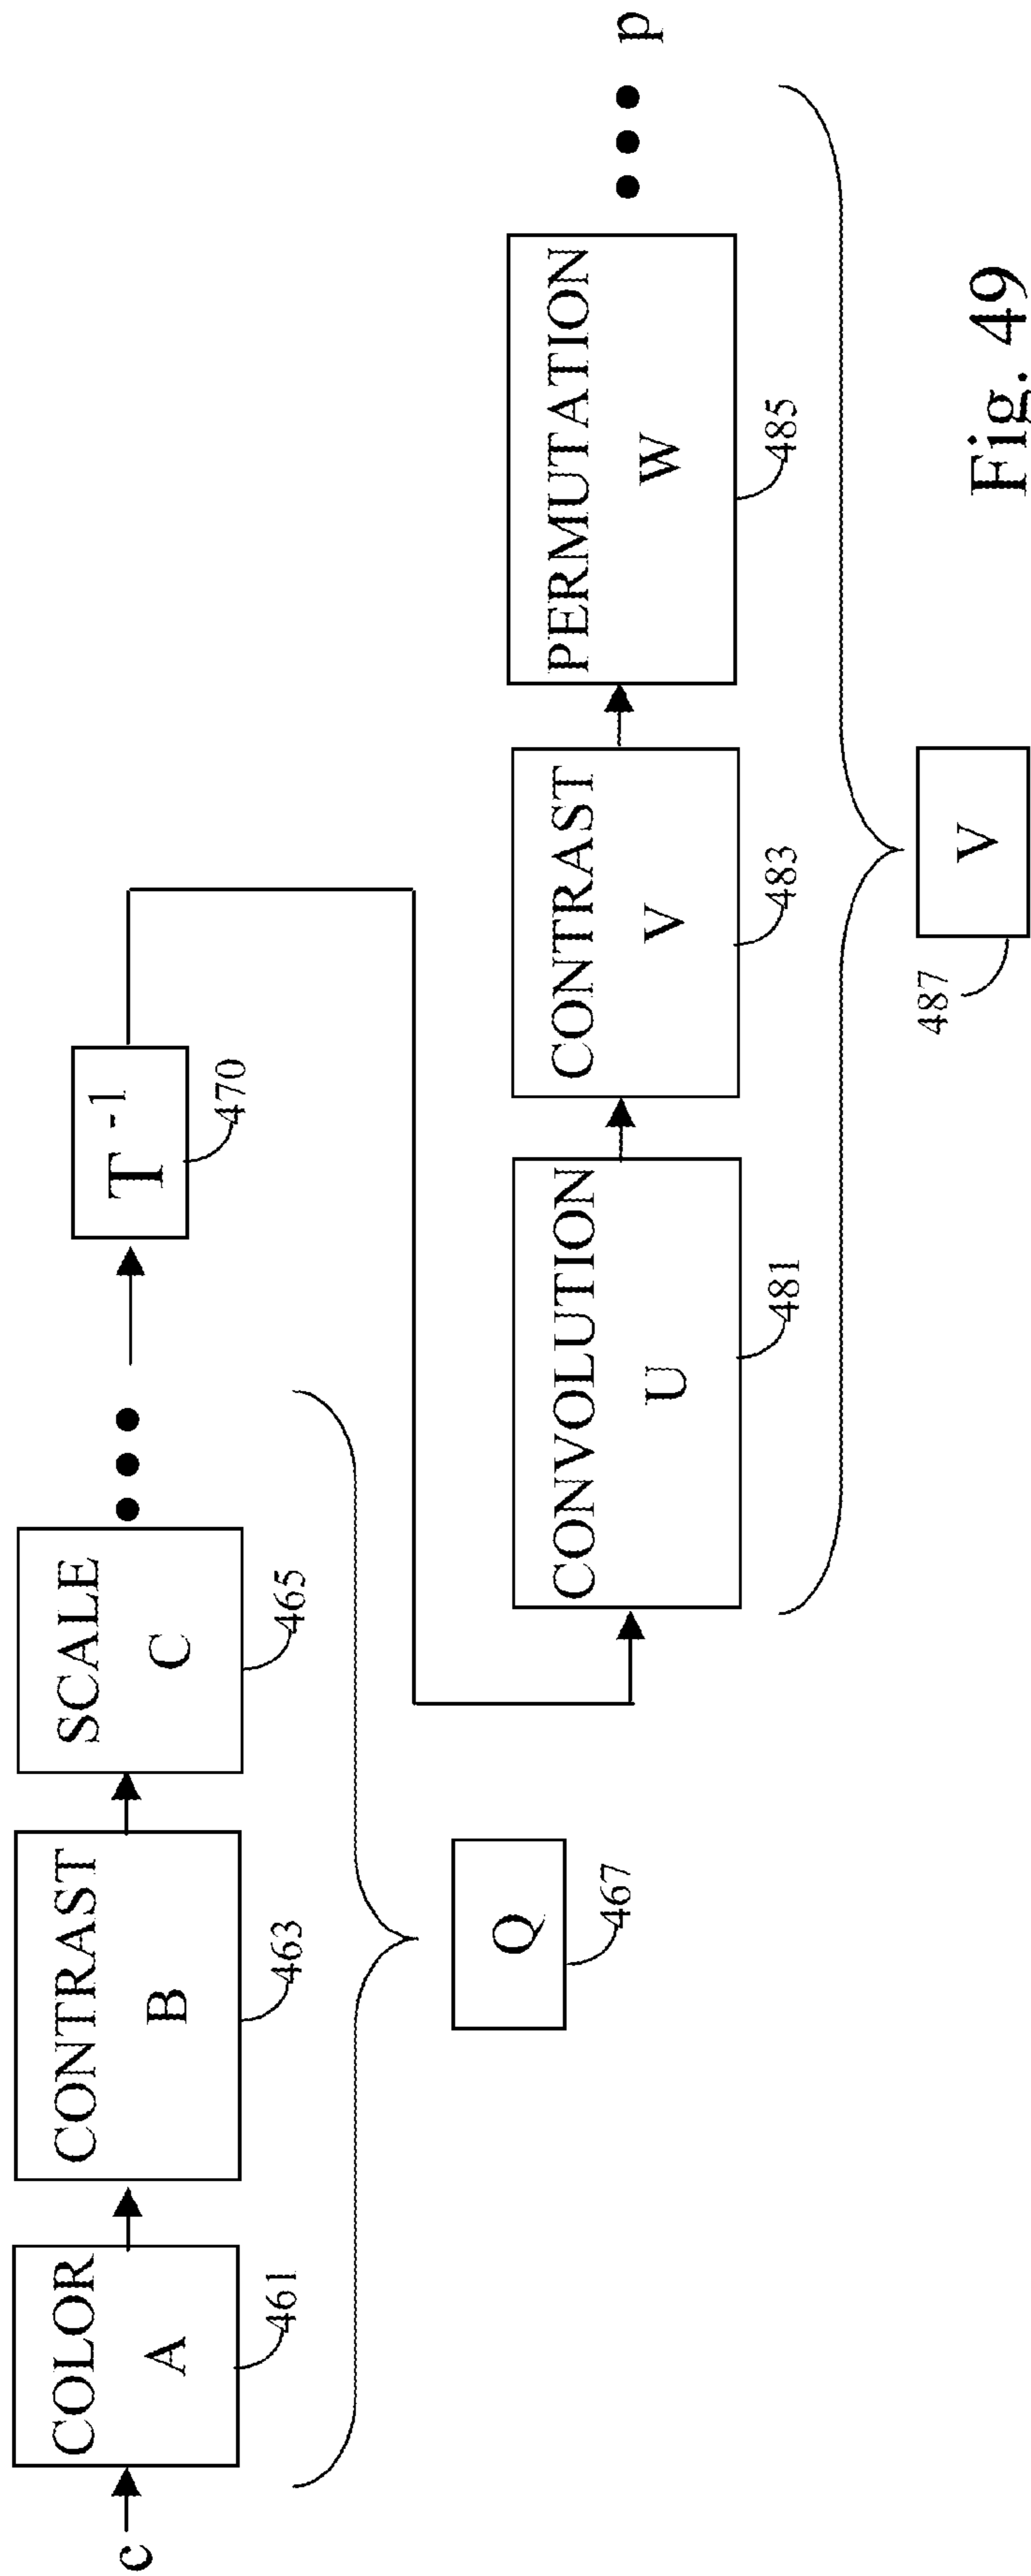 c
COLOR
A
461
CONTRAST
B
463
SCALE
C
465
Q
467
T -1
470
CONVOLUTION
U
481
CONTRAST
V
483
PERMUTATION
W
485
p
V
487
Fig. 49